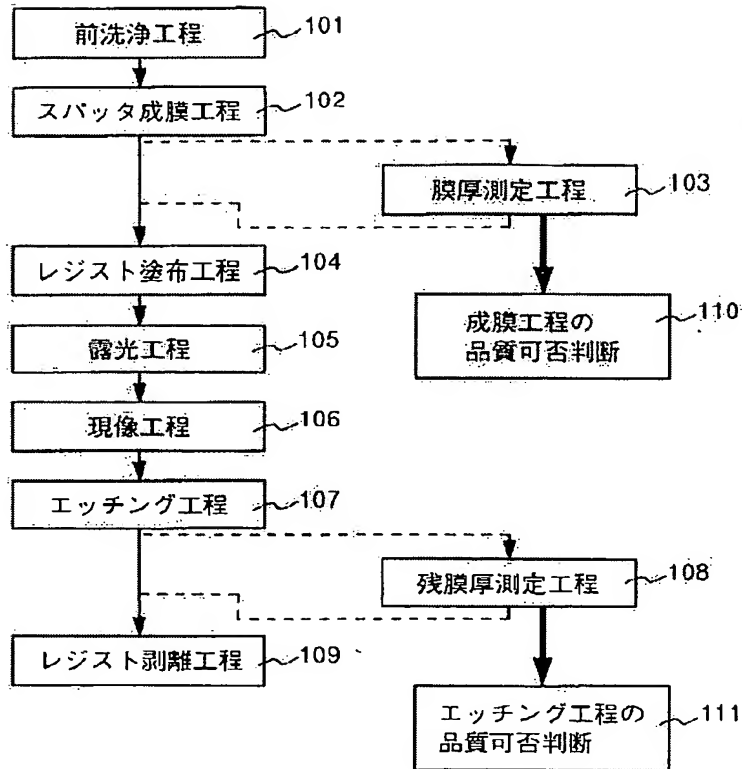 前洗浄工程 101
スパッタ成膜工程 102
膜厚測定工程 103
レジスト塗布工程 104
成膜工程の 110
品質可否判断
露光工程 105
現像工程 106
エッチング工程 107
残膜厚測定工程 108
レジスト剥離工程 109
エッチング工程の 111
品質可否判断